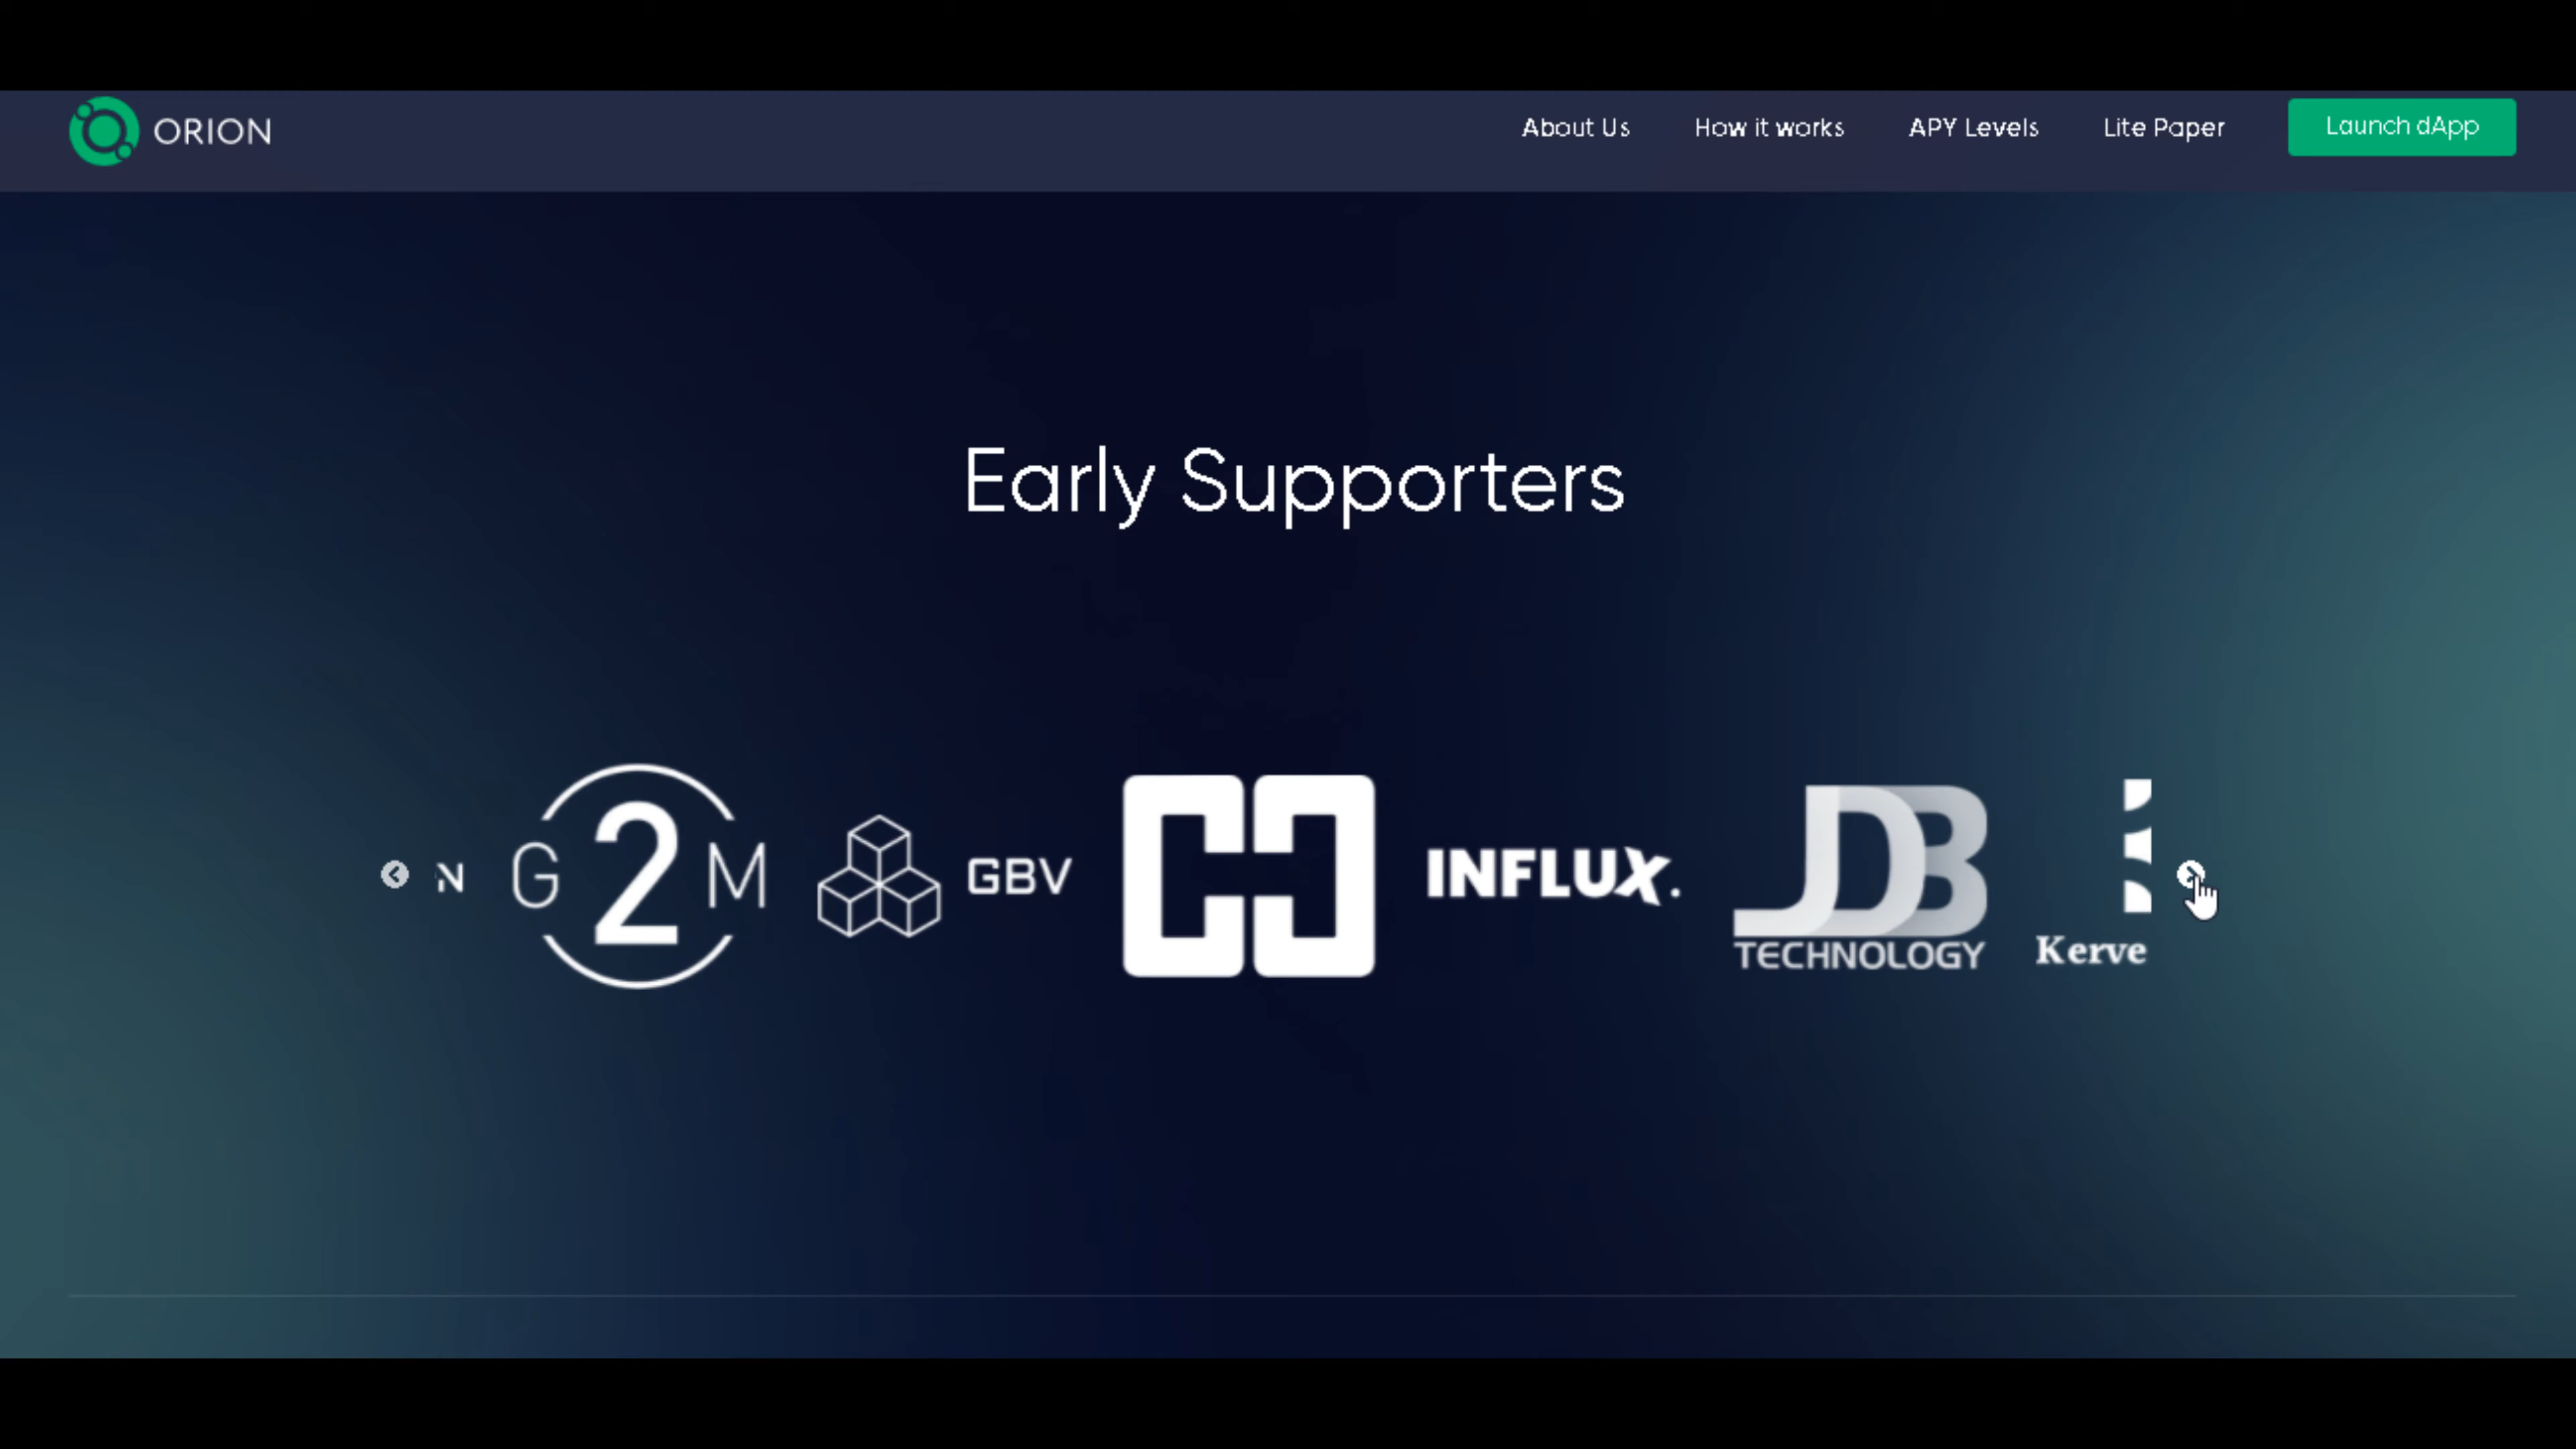 ORION
About Us
How it works
APY Levels
Lite Paper
Launch dApp
Early Supporters
N
G2M
GBV
INFLUX.
JDB
TECHNOLOGY
Kerve